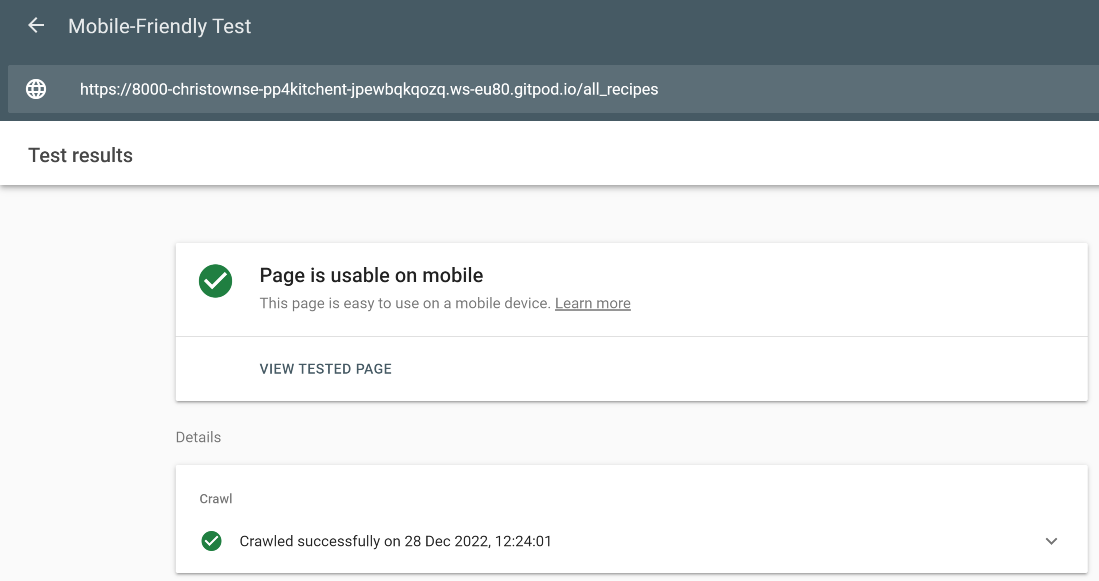 Mobile-Friendly Test
https://8000-christownse-pp4kitchent-jpewbqkqozq.ws-eu80.gitpod.io/all_recipes
Test results
Page is usable on mobile
This page is easy to use on a mobile device. Learn more
VIEW TESTED PAGE
Details
Crawl
Crawled successfully on 28 Dec 2022, 12:24:01